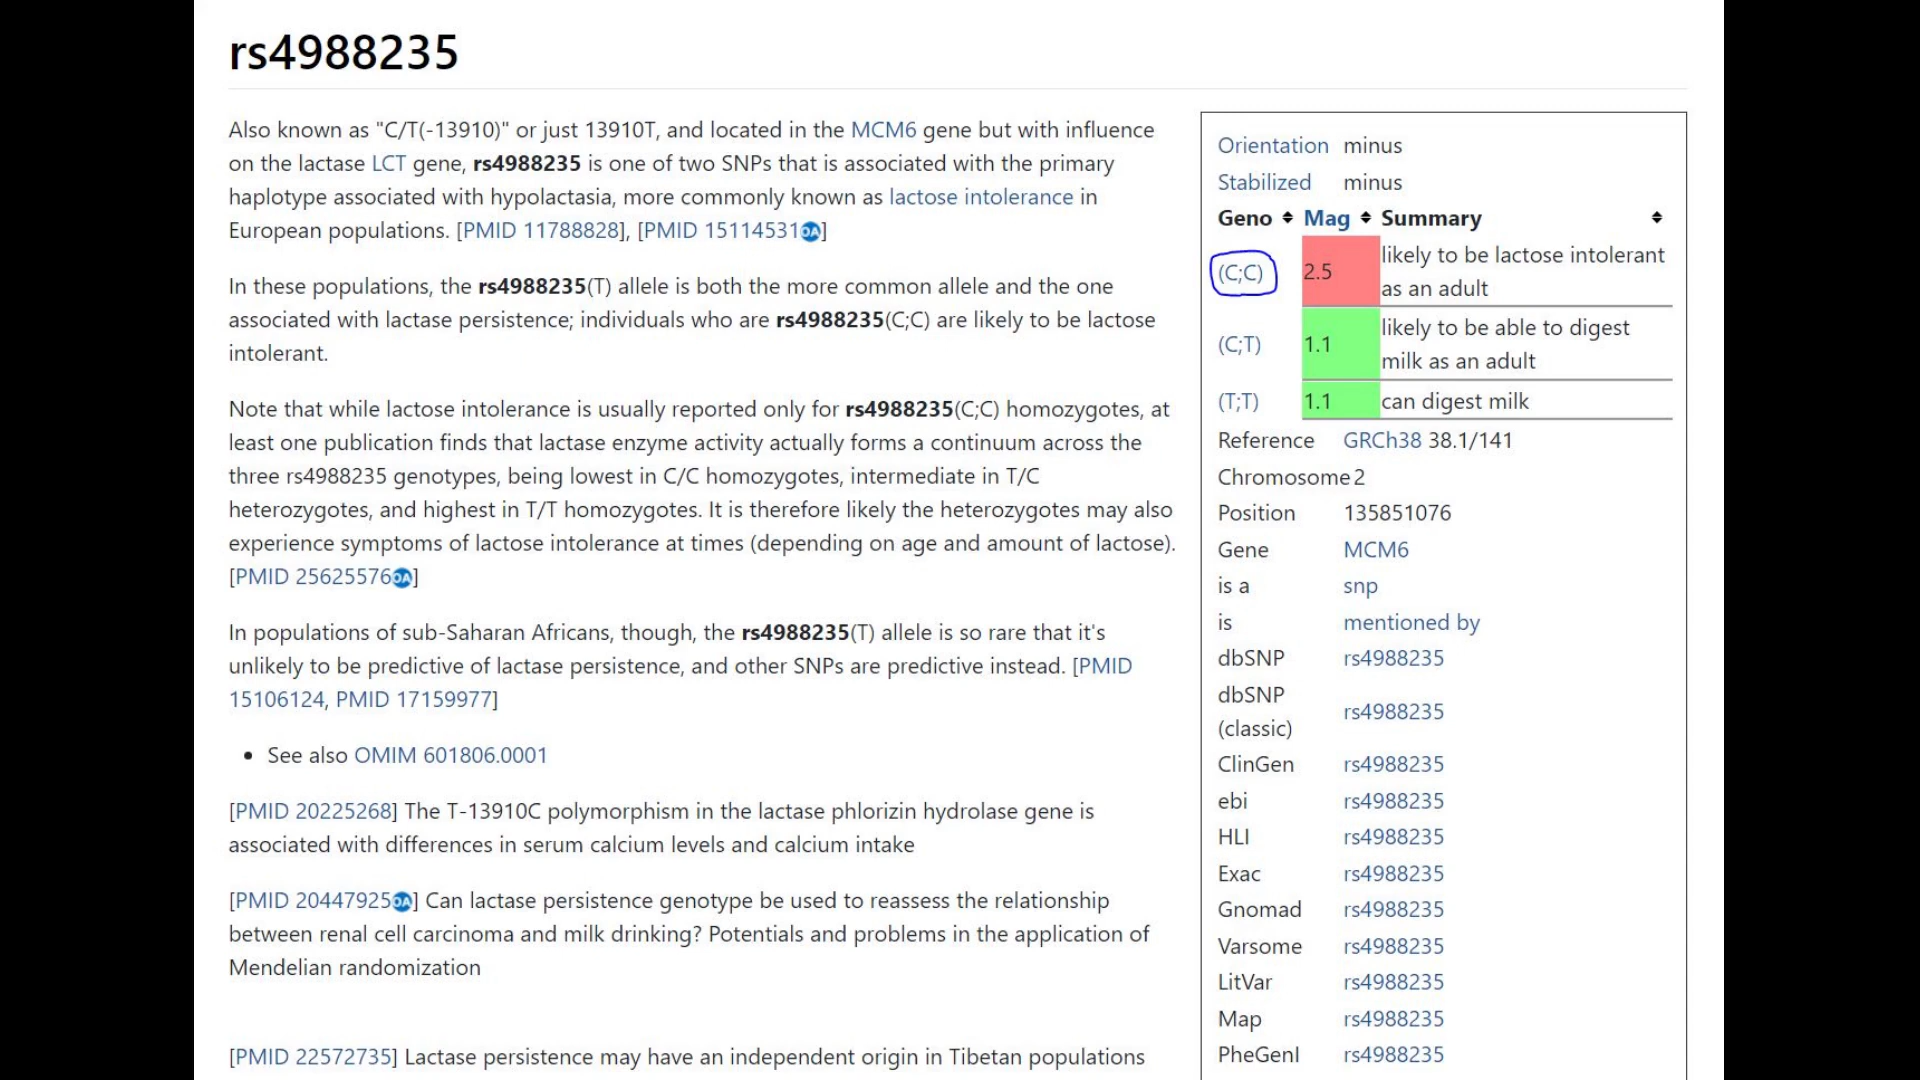 rs4988235
Also known as "C/T(-13910)" or just 13910T, and located in the MCM6 gene but with influence
on the lactase LCT gene, rs4988235 is one of two SNPs that is associated with the primary
haplotype associated with hypolactasia, more commonly known as lactose intolerance in
European populations. [PMID 11788828], [PMID 15114531OA]
In these populations, the rs4988235(T) allele is both the more common allele and the one
associated with lactase persistence; individuals who are rs4988235(C;C) are likely to be lactose
intolerant.
Note that while lactose intolerance is usually reported only for rs4988235(C;C) homozygotes, at
least one publication finds that lactase enzyme activity actually forms a continuum across the
three rs4988235 genotypes, being lowest in C/C homozygotes, intermediate in T/C
heterozygotes, and highest in T/T homozygotes. It is therefore likely the heterozygotes may also
experience symptoms of lactose intolerance at times (depending on age and amount of lactose).
[PMID 25625576OA]
In populations of sub-Saharan Africans, though, the rs4988235(T) allele is so rare that it's
unlikely to be predictive of lactase persistence, and other SNPs are predictive instead. [PMID
15106124, PMID 17159977]
• See also OMIM 601806.0001
[PMID 20225268] The T-13910C polymorphism in the lactase phlorizin hydrolase gene is
associated with differences in serum calcium levels and calcium intake
[PMID 20447925OA] Can lactase persistence genotype be used to reassess the relationship
between renal cell carcinoma and milk drinking? Potentials and problems in the application of
Mendelian randomization
[PMID 22572735] Lactase persistence may have an independent origin in Tibetan populations
Orientation minus
Stabilized minus
Geno Mag Summary
(C;C) 2.5 likely to be lactose intolerant
as an adult
(C;T) 1.1 likely to be able to digest
milk as an adult
(T;T) 1.1 can digest milk
Reference GRCh38 38.1/141
Chromosome 2
Position 135851076
Gene MCM6
is a snp
is mentioned by
dbSNP rs4988235
dbSNP
(classic) rs4988235
ClinGen rs4988235
ebi rs4988235
HLI rs4988235
Exac rs4988235
Gnomad rs4988235
Varsome rs4988235
LitVar rs4988235
Map rs4988235
PheGenI rs4988235